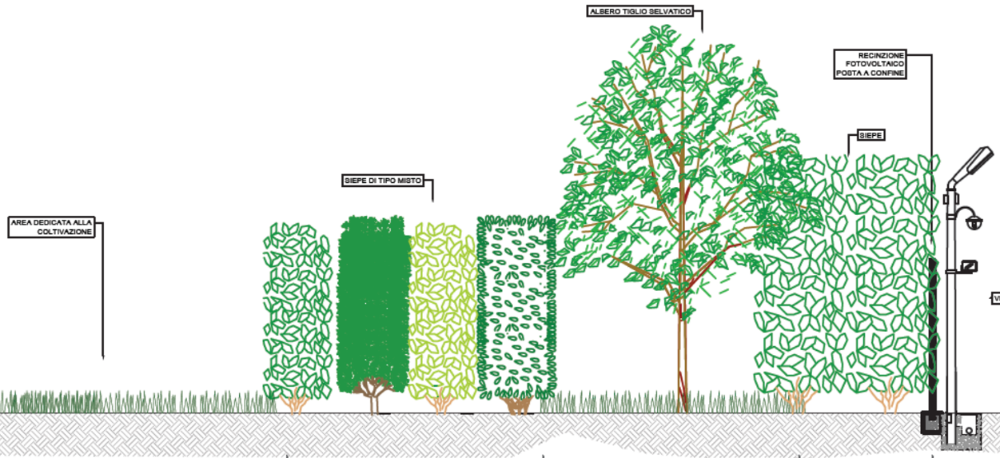 ALBERO TIGLIO SELVATICO
RECINZIONE
FOTOVOLTAICO
POSTA A CONFINE
SIEPE
SIEPE DI TIPO MISTO
AREA DEDICATA ALLA
COLTIVAZIONE